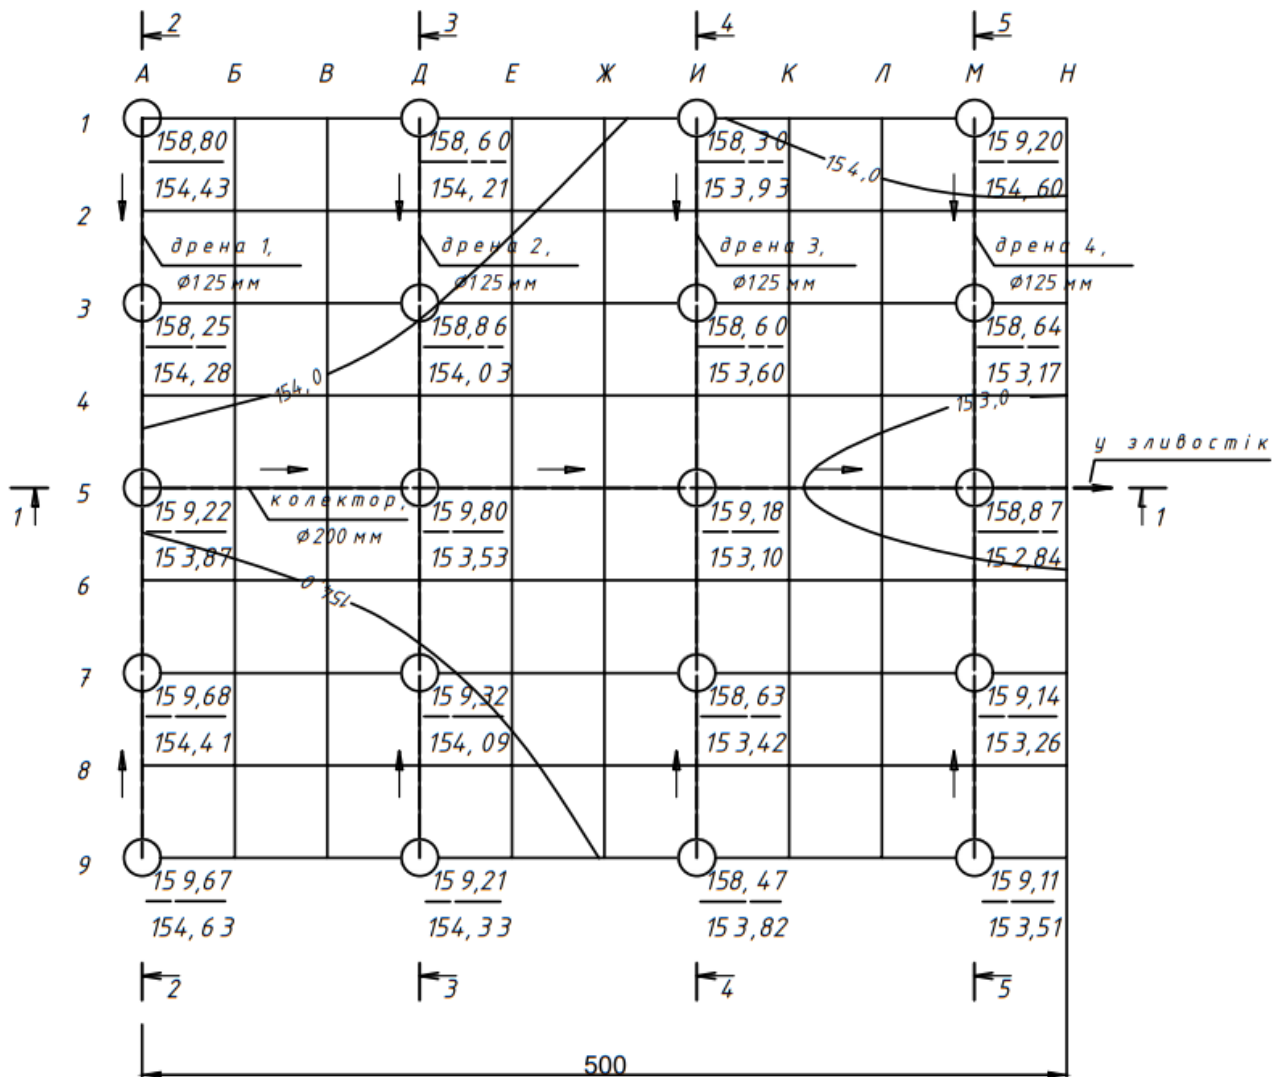 2 3 4 5
А Б В Д Е Ж И К Л М Н
1
158,80 158,60 158,30 159,20
154,0
154,43 154,21 153,93 154,60
2
дрена 1, дрена 2, дрена 3, дрена 4,
ϕ125 мм ϕ125 мм ϕ125 мм ϕ125 мм
3
158,25 158,86 158,60 158,64
154,28 154,03 153,60 153,17
154,0
4 153,0
у зливостік
5
1 1
колектор,
159,22 159,80 159,18 158,87
ϕ200 мм
153,87 153,53 153,10 152,84
6
154,0
7
159,68 159,32 158,63 159,14
154,41 154,09 153,42 153,26
8
9
159,67 159,21 158,47 159,11
154,63 154,33 153,82 153,51
2 3 4 5
500